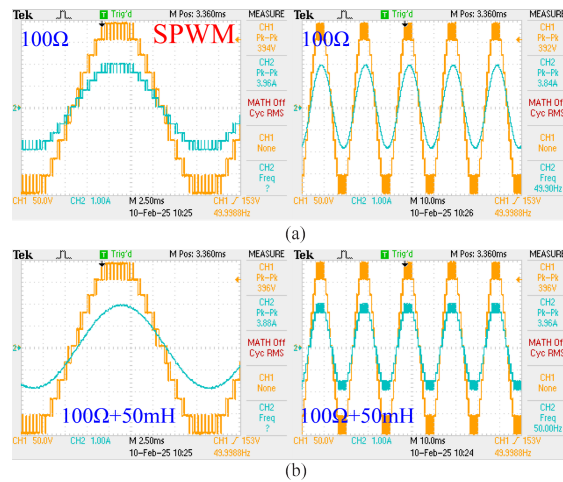 Tek Trig'd M Pos: 3.360ms MEASURE
100Ω SPWM
CH1
Pk-Pk
394V
CH2
Pk-Pk
3.96A
MATH Off
Cyc RMS
CH1
None
CH2
Freq
?
2
CH1 50.0V CH2 1.00A M 2.50ms CH1 153V
10-Feb-25 10:25 49.9988Hz
Tek T Trig'd M Pos: 3.360ms MEASURE
100Ω
CH1
Pk-Pk
392V
CH2
Pk-Pk
3.84A
MATH Off
Cyc RMS
CH1
None
CH2
Freq
49.90Hz
2
CH1 50.0V CH2 1.00A M 10.0ms CH1 153V
10-Feb-25 10:26 49.9988Hz
(a)
Tek T Trig'd M Pos: 3.360ms MEASURE
CH1
Pk-Pk
396V
CH2
Pk-Pk
3.88A
MATH Off
Cyc RMS
CH1
None
CH2
Freq
?
2
100Ω+50mH
CH1 50.0V CH2 1.00A M 2.50ms CH1 153V
10-Feb-25 10:25 49.9988Hz
Tek T Trig'd M Pos: 3.360ms MEASURE
CH1
Pk-Pk
396V
CH2
Pk-Pk
3.96A
MATH Off
Cyc RMS
CH1
None
CH2
Freq
50.00Hz
2
100Ω+50mH
CH1 50.0V CH2 1.00A M 10.0ms CH1 153V
10-Feb-25 10:24 49.9988Hz
(b)